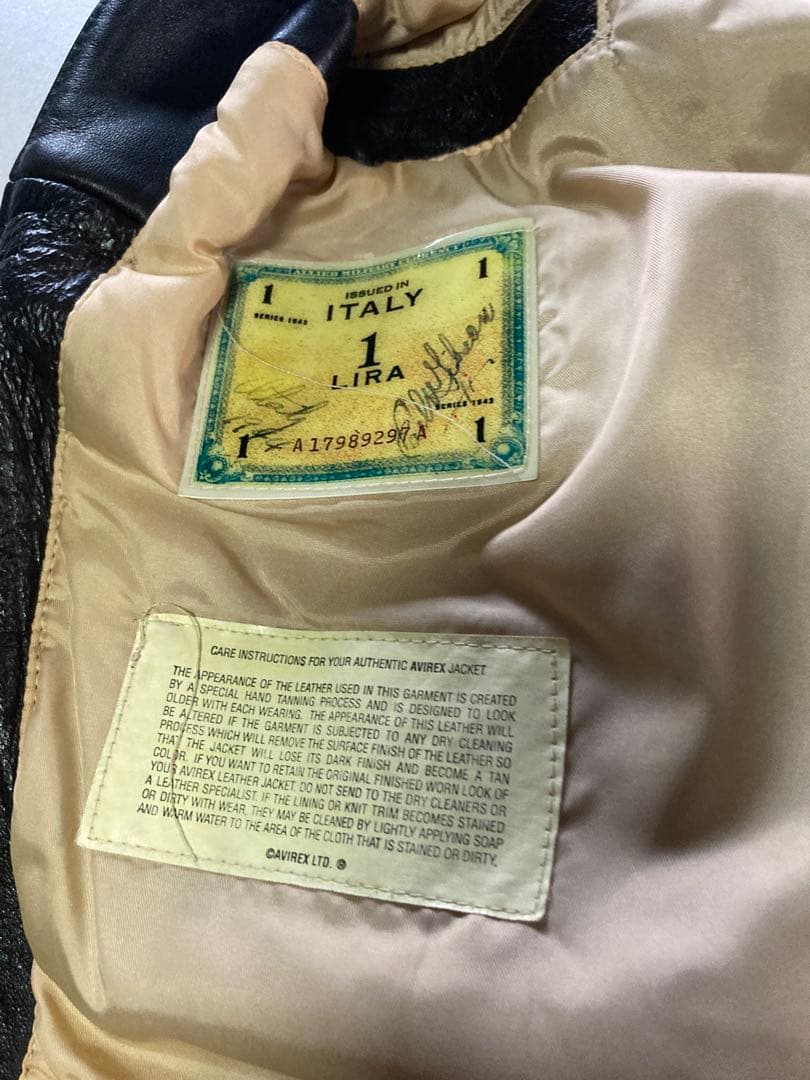 ALLIED MILITARY CURRENCY
1 1
ISSUED IN
ITALY
SERIES 1943
1
LIRA
SERIES 1943
1 A17989297A 1
CARE INSTRUCTIONS FOR YOUR AUTHENTIC AVIREX JACKET
THE APPEARANCE OF THE LEATHER USED IN THIS GARMENT IS CREATED
BY A SPECIAL HAND TANNING PROCESS AND IS DESIGNED TO LOOK
OLDER WITH EACH WEARING. THE APPEARANCE OF THIS LEATHER WILL
BE ALTERED IF THE GARMENT IS SUBJECTED TO ANY DRY CLEANING
PROCESS WHICH WILL REMOVE THE SURFACE FINISH OF THE LEATHER SO
THAT THE JACKET WILL LOSE ITS DARK FINISH AND BECOME A TAN
COLOR. IF YOU WANT TO RETAIN THE ORIGINAL FINISHED WORN LOOK OF
YOUR AVIREX LEATHER JACKET. DO NOT SEND TO THE DRY CLEANERS OR
A LEATHER SPECIALIST. IF THE LINING OR KNIT TRIM BECOMES STAINED
OR DIRTY WITH WEAR, THEY MAY BE CLEANED BY LIGHTLY APPLYING SOAP
AND WARM WATER TO THE AREA OF THE CLOTH THAT IS STAINED OR DIRTY.
©AVIREX LTD. ®